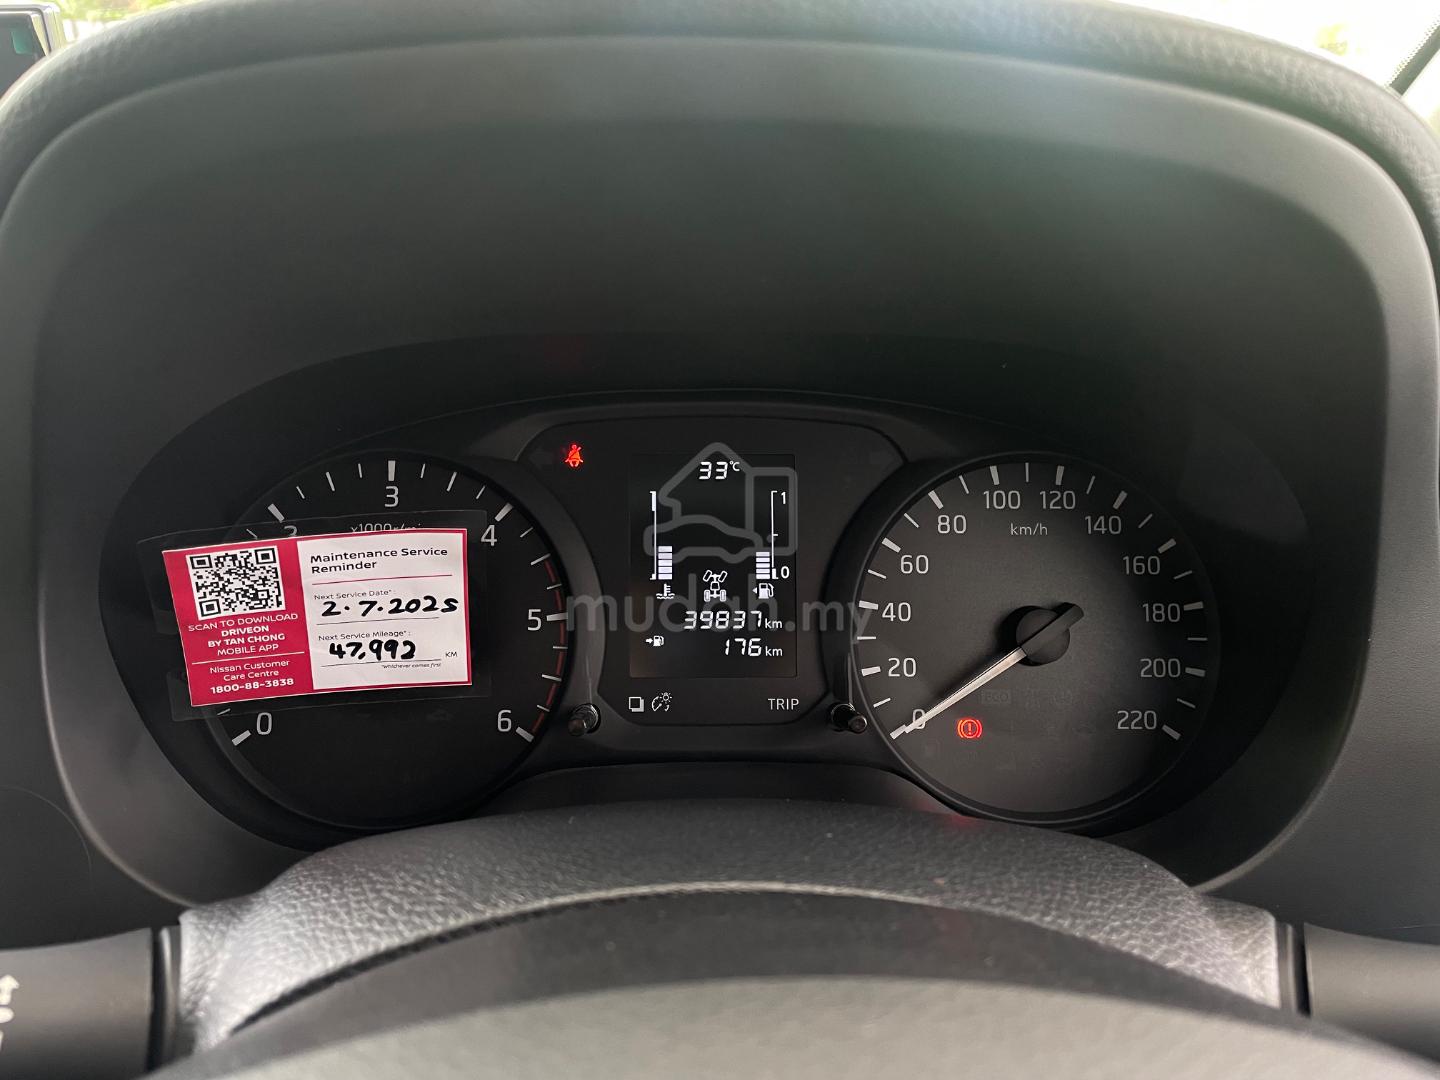 Maintenance Service
Reminder
Next Service Date* :
2.7.2025
Next Service Mileage* :
47,992 KM
*Whichever comes first
SCAN TO DOWNLOAD
DRIVEON
BY TAN CHONG
MOBILE APP
Nissan Customer
Care Centre
1800-88-3838
x1000r/mi
0
2
3
4
5
6
33°C
1
0
39837 km
176 km
TRIP
mudah.my
km/h
0
20
40
60
80
100
120
140
160
180
200
220
ECO